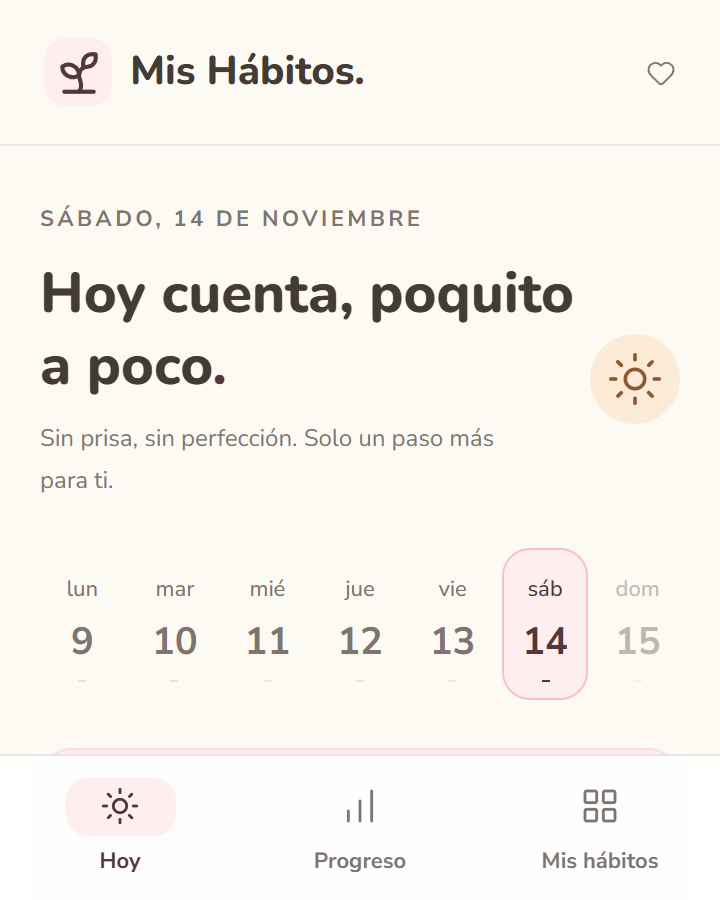 Mis Hábitos.
SÁBADO, 14 DE NOVIEMBRE
Hoy cuenta, poquito
a poco.
Sin prisa, sin perfección. Solo un paso más
para ti.
lun mar mié jue vie sáb dom
9 10 11 12 13 14 15
– – – – – – –
Hoy Progreso Mis hábitos